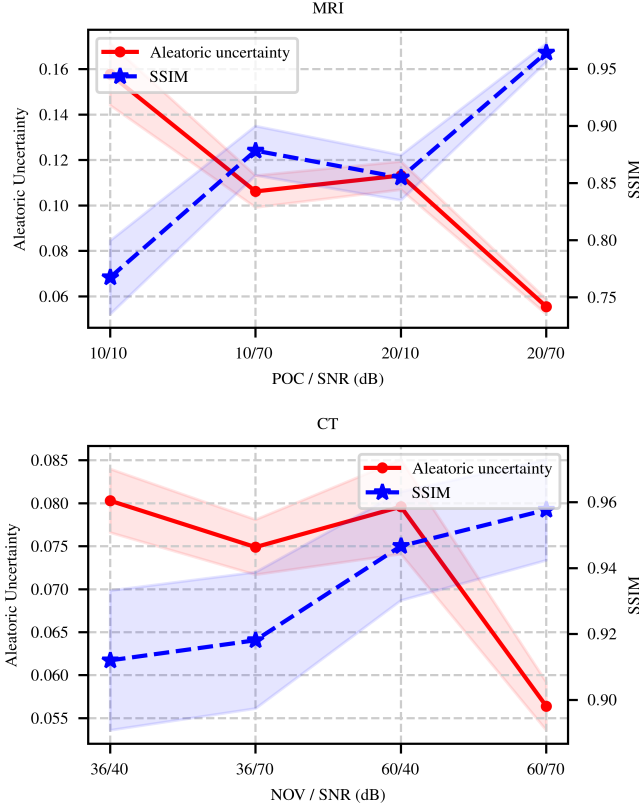 MRI
Aleatoric uncertainty
SSIM
0.16
0.14
0.12
0.10
0.08
0.06
Aleatoric Uncertainty
0.95
0.90
0.85
0.80
0.75
SSIM
10/10
10/70
20/10
20/70
POC / SNR (dB)
CT
Aleatoric uncertainty
SSIM
0.085
0.080
0.075
0.070
0.065
0.060
0.055
Aleatoric Uncertainty
0.96
0.94
0.92
0.90
SSIM
36/40
36/70
60/40
60/70
NOV / SNR (dB)